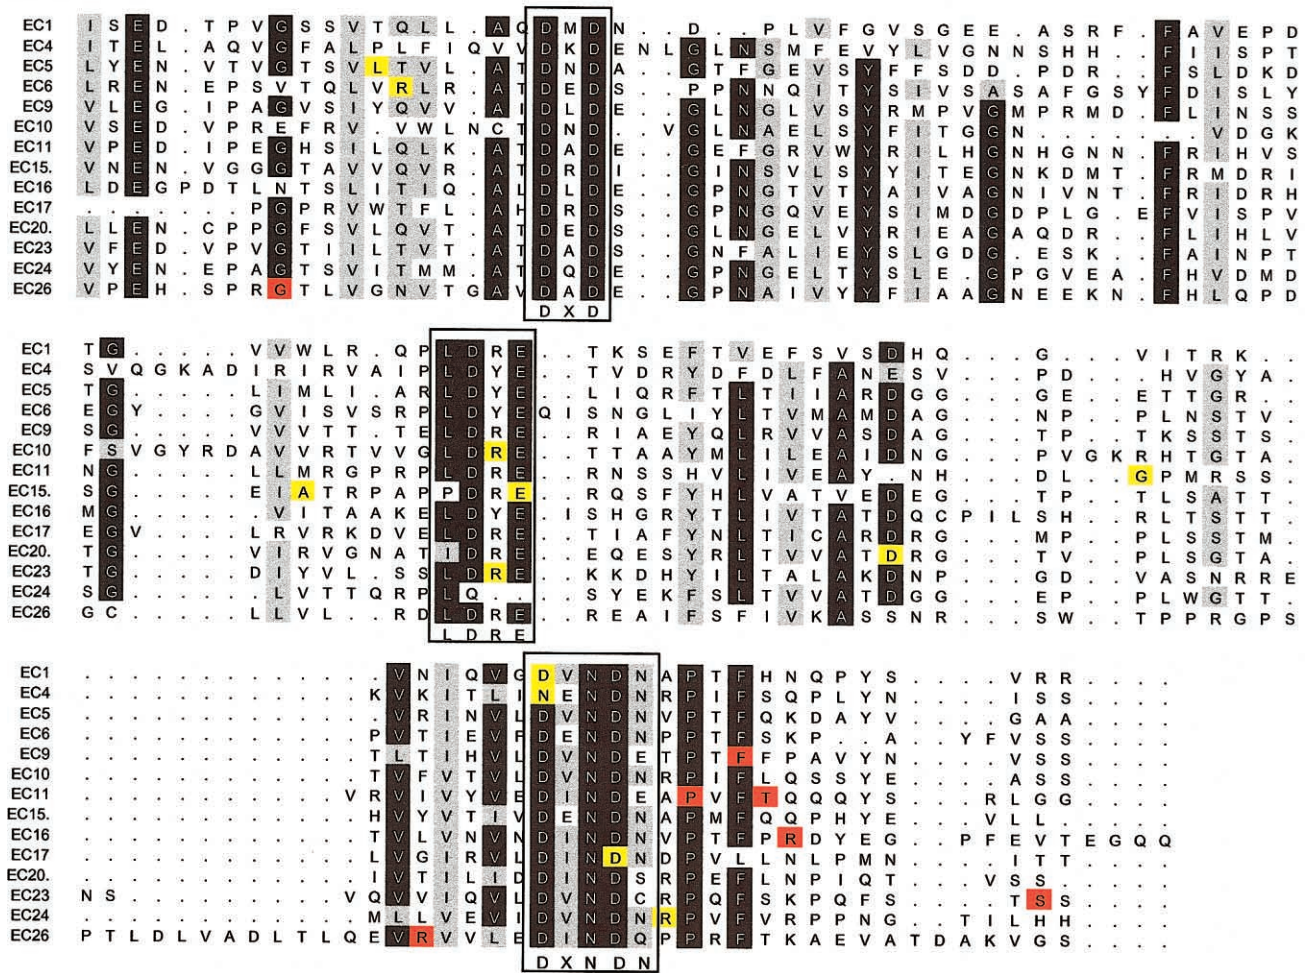 EC1 I S E D . T P V G S S V T Q L L . A Q D M D N . . D . . P L V F G V S G E E . A S R F . F A V E P D
EC4 I T E L . A Q V G F A L P L F I Q V V D K D E N L G L N S M F E V Y L V G N N S H H . F I I S P T
EC5 L Y E N . V T V G T S V L T V L . A T D N D A . . G T F G E V S Y F F S D D . P D R . F S L D K D
EC6 L R E N . E P S V T Q L V R L R . A T D E D S . . P P N N Q I T Y S I V S A S A F G S Y F D I S L Y
EC9 V L E G . I P A G V S I Y Q V V . A I D L D E . . G L N G L V S Y R M P V G M P R M D . F L I N S S
EC10 V S E D . V P R E F R V . V W L N C T D N D . . V G L N A E L S Y F I T G G N . . . . . . V D G K
EC11 V P E D . I P E G H S I L Q L K . A T D A D E . . G E F G R V W Y R I L H G N H G N N . F R L H V S
EC15. V N E N . V G G G T A V V Q V R . A T D R D I . . G I N S V L S Y Y I T E G N K D M T . F R M D R I
EC16 L D E G P D T L N T S L I T I Q . A L D L D E . . G P N G T V T Y A I V A G N I V N T . F R I D R H
EC17 . . . . . . . P G P R V W T F L . A H D R D S . . G P N G Q V E Y S I M D G D P L G . E F V I S P V
EC20. L L E N . C P P G F S V L Q V T . A T D E D S . . G L N G E L V Y R I E A G A Q D R . . F L I H L V
EC23 V F E D . V P V G T I I L T V T . A T D A D S . . G N F A L I E Y S L G D G . E S K . . F A I N P T
EC24 V Y E N . E P A G T S V I T M M . A T D Q D E . . G P N G E L T Y S L E . G P G V E A . F H V D M D
EC26 V P E H . S P R G T L V G N V T G A V D A D E . . G P N A I V Y Y F I A A G N E E K N . F H L Q P D
D X D
EC1 T G . . . . . V V W L R . Q P L D R E . . T K S E F T V E F S V S D H Q . . . G . . . V I T R K . .
EC4 S V Q G K A D I R I R V A I P L D Y E . . T V D R Y D F D L F A N E S V . . . P D . . . H V G Y A .
EC5 T G . . . . . L I M L I . A R L D Y E . . L I Q R F T L T I I A R D G G . . . G E . . E T T G R . .
EC6 E G Y . . . . G V I S V S R P L D Y E Q I S N G L I Y L T V M A M D A G . . . N P . . P L N S T V .
EC9 S G . . . . . V V T T . T E L D R E . . R I A E Y Q L R V V A S D A G . . . T P . . T K S S T S .
EC10 F S V G Y R D A V V R T V V G L D R E . . T T A A Y M L I L E A I D N G . . . P V G K R H T G T A .
EC11 N G . . . . . L L M R G P R P L D R E . . R N S S H V L I V E A Y . N H . . . D L . . G P M R S S .
EC15. S G . . . . . E I A T R P A P P D R E . . R Q S F Y H L V A T V E D E G . . . T P . . T L S A T T .
EC16 M G . . . . . V I T A A K E L D Y E . I S H G R Y T L I V T A T D Q C P I L S H . . R L T S T T .
EC17 E G V . . . . L R V R K D V E L D R E . . T I A F Y N L T I C A R D R G . . . M P . . P L S S T M .
EC20. T G . . . . . V I R V G N A T I D R E . . E Q E S Y R L T V V A T D R G . . . T V . . P L S G T A .
EC23 T G . . . . . D I Y V L . S S L D R E . . K K D H Y I L T A L A K D N P . . . G D . . V A S N R R E
EC24 S G . . . . . L V T T Q R P L Q . . . . S Y E K F S L T V V A T D G G . . . E P . . P L W G T T .
EC26 G C . . . . . L L V L . . R D L D R E . . R E A I F S F I V K A S S N R . . . S W . . T P P R G P S
L D R E
EC1 . . . . . . . . . . . . . V N I Q V G D V N D N A P T F H N Q P Y S . . . . V R R . . . .
EC4 . . . . . . . . . . . . K V K I T L I N E N D N R P I F S Q P L Y N . . . . I S S . . . .
EC5 . . . . . . . . . . . . . V R I N V L D V N D N V P T F Q K D A Y V . . . . G A A . . . .
EC6 . . . . . . . . . . . . P V T I E V F D E N D N P P T F S K P . . A . . . Y F V S S . . . .
EC9 . . . . . . . . . . . . T L T I H V L D V N D E T P T F F P A V Y N . . . . V S S . . . .
EC10 . . . . . . . . . . . . T V F V T V L D V N D N R P I F L Q S S Y E . . . . A S S . . . .
EC11 . . . . . . . . . . . V R V I V Y V E D I N D E A P V F T Q Q Q Y S . . . R L G G . . . .
EC15. . . . . . . . . . . . . H V Y V T I V D E N D N A P M F Q Q P H Y E . . . V L L . . . . .
EC16 . . . . . . . . . . . . T V L V N V N D I N D N V P T F P R D Y E G . . . P F E V T E G Q Q
EC17 . . . . . . . . . . . . L V G I R V L D I N D N D P V L L N L P M N . . . . I T T . . . .
EC20. . . . . . . . . . . . . I V T I L I D D I N D S R P E F L N P I Q T . . . V S S . . . . .
EC23 N S . . . . . . . . . V Q V V I Q V L D V N D C R P Q F S K P Q F S . . . . T S S . . . .
EC24 . . . . . . . . . . . . M L L V E V I D V N D N R P V F V R P P N G . . . T I L H H . . . .
EC26 P T L D L V A D L T L Q E V R V V L E D I N D Q P P R F T K A E V A T D A K V G S . . . .
D X N D N